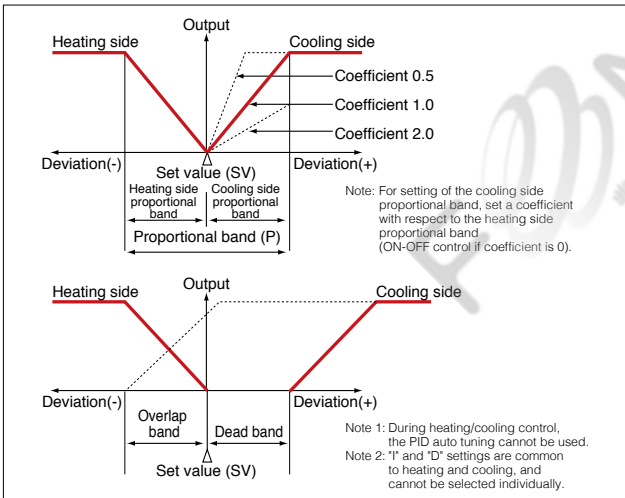 Output
Heating side
Cooling side
Coefficient 0.5
Coefficient 1.0
Coefficient 2.0
Deviation(-)
Set value (SV)
Deviation(+)
Heating side
proportional
band
Cooling side
proportional
band
Proportional band (P)
Note: For setting of the cooling side
proportional band, set a coefficient
with respect to the heating side
proportional band
(ON-OFF control if coefficient is 0).
Output
Heating side
Cooling side
Deviation(-)
Deviation(+)
Overlap
band
Dead band
Set value (SV)
Note 1: During heating/cooling control,
the PID auto tuning cannot be used.
Note 2: "I" and "D" settings are common
to heating and cooling, and
cannot be selected individually.